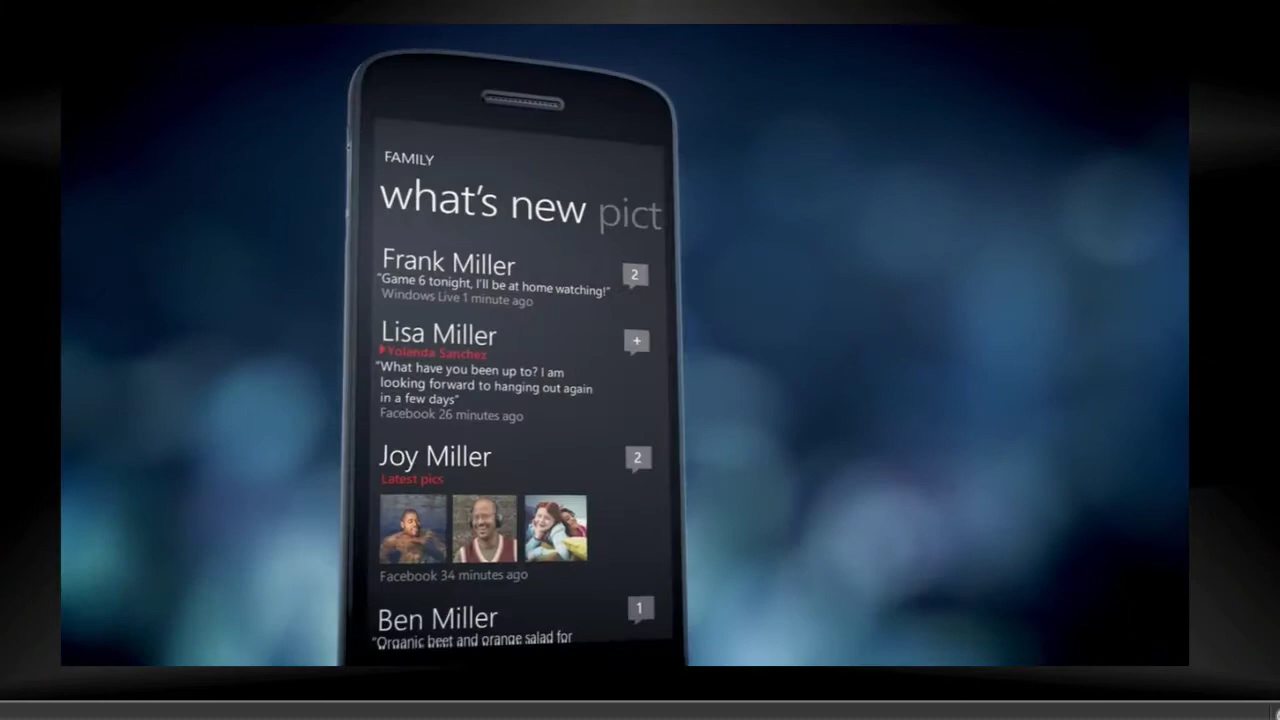 FAMILY
what's new pict
Frank Miller
2
"Game 6 tonight, I'll be at home watching!"
Windows Live 1 minute ago
Lisa Miller
+
Yolanda Sanchez
"What have you been up to? I am
looking forward to hanging out again
in a few days"
Facebook 26 minutes ago
Joy Miller
2
Latest pics
Facebook 34 minutes ago
Ben Miller
1
"Organic beet and orange salad for